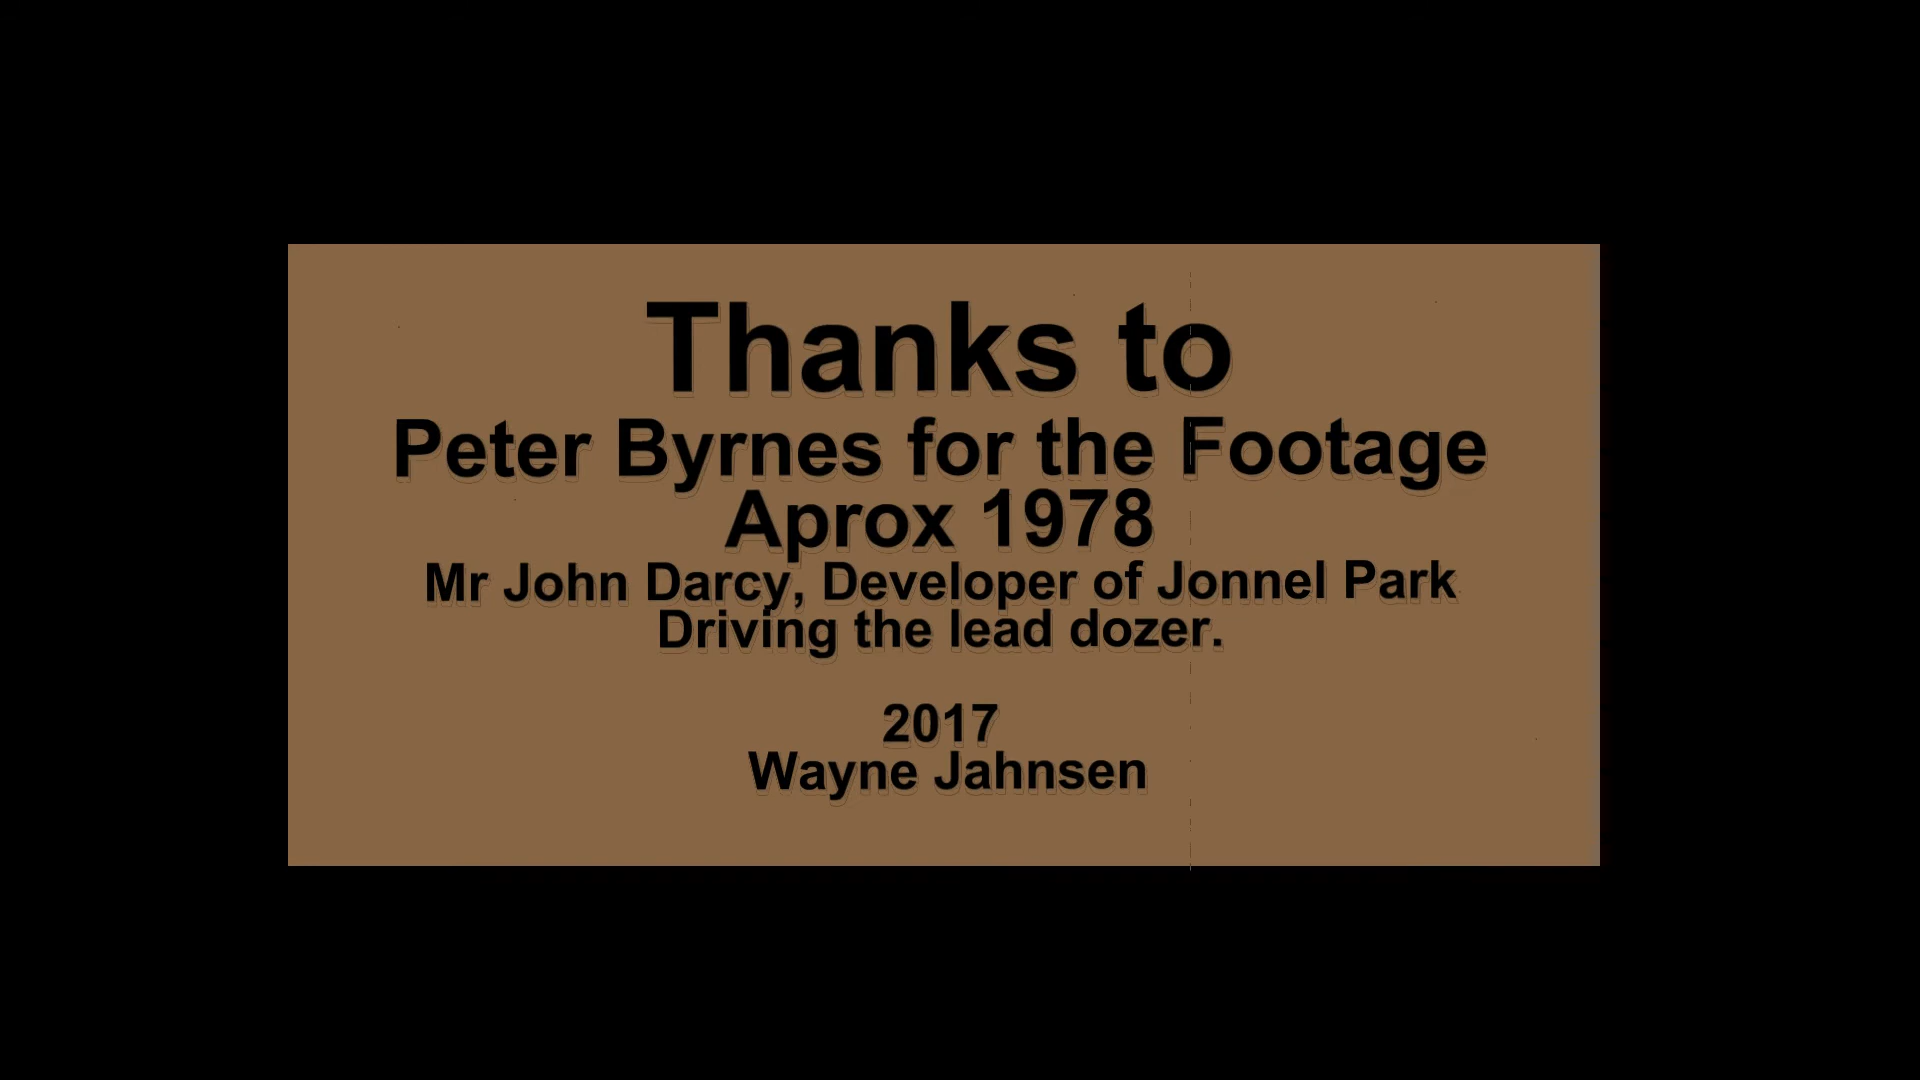 Thanks to
Peter Byrnes for the Footage
Aprox 1978
Mr John Darcy, Developer of Jonnel Park
Driving the lead dozer.
2017
Wayne Jahnsen